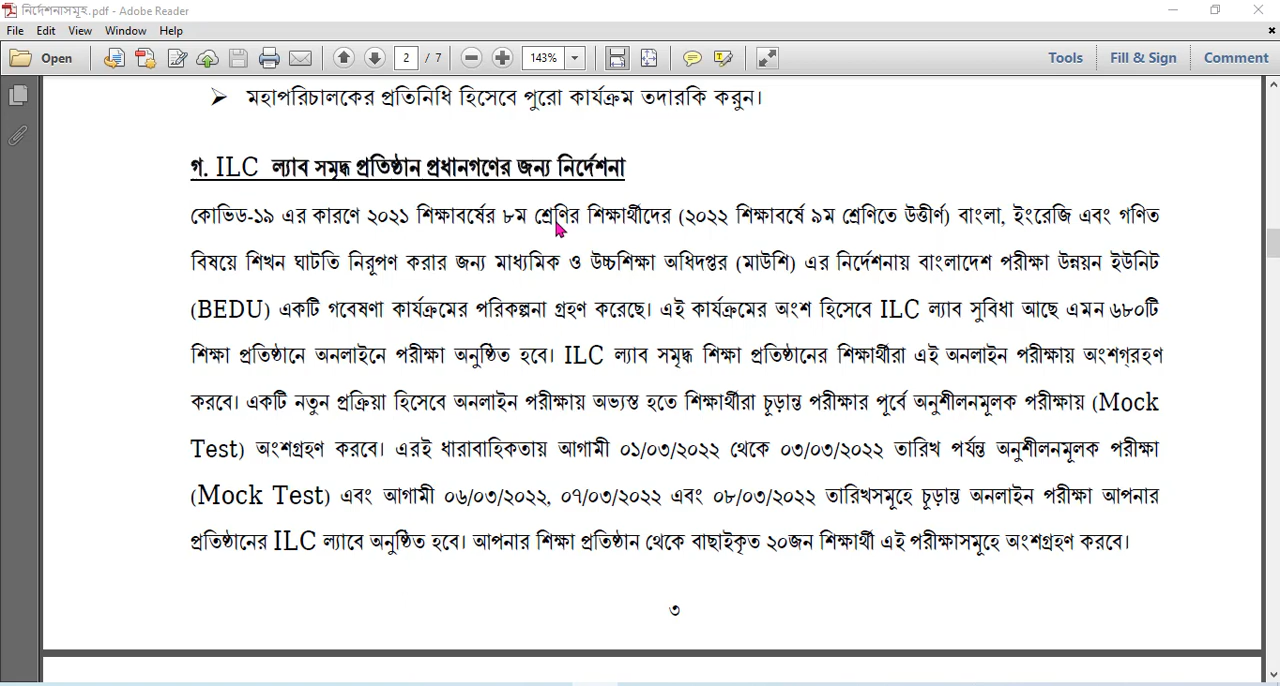 নির্দেশনাসমূহ.pdf - Adobe Reader
File Edit View Window Help
Open 2 / 7 143% Tools Fill & Sign Comment
➢ মহাপরিচালকের প্রতিনিধি হিসেবে পুরো কার্যক্রম তদারকি করুন।
গ. ILC ল্যাব সমৃদ্ধ প্রতিষ্ঠান প্রধানগণের জন্য নির্দেশনা
কোভিড-১৯ এর কারণে ২০২১ শিক্ষাবর্ষের ৮ম শ্রেণির শিক্ষার্থীদের (২০২২ শিক্ষাবর্ষে ৯ম শ্রেণিতে উত্তীর্ণ) বাংলা, ইংরেজি এবং গণিত
বিষয়ে শিখন ঘাটতি নিরূপণ করার জন্য মাধ্যমিক ও উচ্চশিক্ষা অধিদপ্তর (মাউশি) এর নির্দেশনায় বাংলাদেশ পরীক্ষা উন্নয়ন ইউনিট
(BEDU) একটি গবেষণা কার্যক্রমের পরিকল্পনা গ্রহণ করেছে। এই কার্যক্রমের অংশ হিসেবে ILC ল্যাব সুবিধা আছে এমন ৬৮০টি
শিক্ষা প্রতিষ্ঠানে অনলাইনে পরীক্ষা অনুষ্ঠিত হবে। ILC ল্যাব সমৃদ্ধ শিক্ষা প্রতিষ্ঠানের শিক্ষার্থীরা এই অনলাইন পরীক্ষায় অংশগ্রহণ
করবে। একটি নতুন প্রক্রিয়া হিসেবে অনলাইন পরীক্ষায় অভ্যস্ত হতে শিক্ষার্থীরা চূড়ান্ত পরীক্ষার পূর্বে অনুশীলনমূলক পরীক্ষায় (Mock
Test) অংশগ্রহণ করবে। এরই ধারাবাহিকতায় আগামী ০১/০৩/২০২২ থেকে ০৩/০৩/২০২২ তারিখ পর্যন্ত অনুশীলনমূলক পরীক্ষা
(Mock Test) এবং আগামী ০৬/০৩/২০২২, ০৭/০৩/২০২২ এবং ০৮/০৩/২০২২ তারিখসমূহে চূড়ান্ত অনলাইন পরীক্ষা আপনার
প্রতিষ্ঠানের ILC ল্যাবে অনুষ্ঠিত হবে। আপনার শিক্ষা প্রতিষ্ঠান থেকে বাছাইকৃত ২০জন শিক্ষার্থী এই পরীক্ষাসমূহে অংশগ্রহণ করবে।
৩